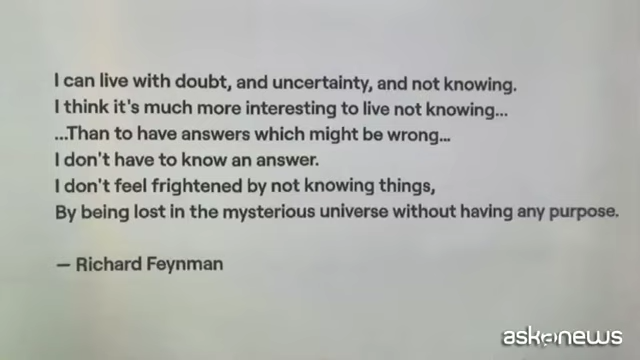 I can live with doubt, and uncertainty, and not knowing.
I think it's much more interesting to live not knowing...
...Than to have answers which might be wrong...
I don't have to know an answer.
I don't feel frightened by not knowing things,
By being lost in the mysterious universe without having any purpose.
— Richard Feynman
askanews